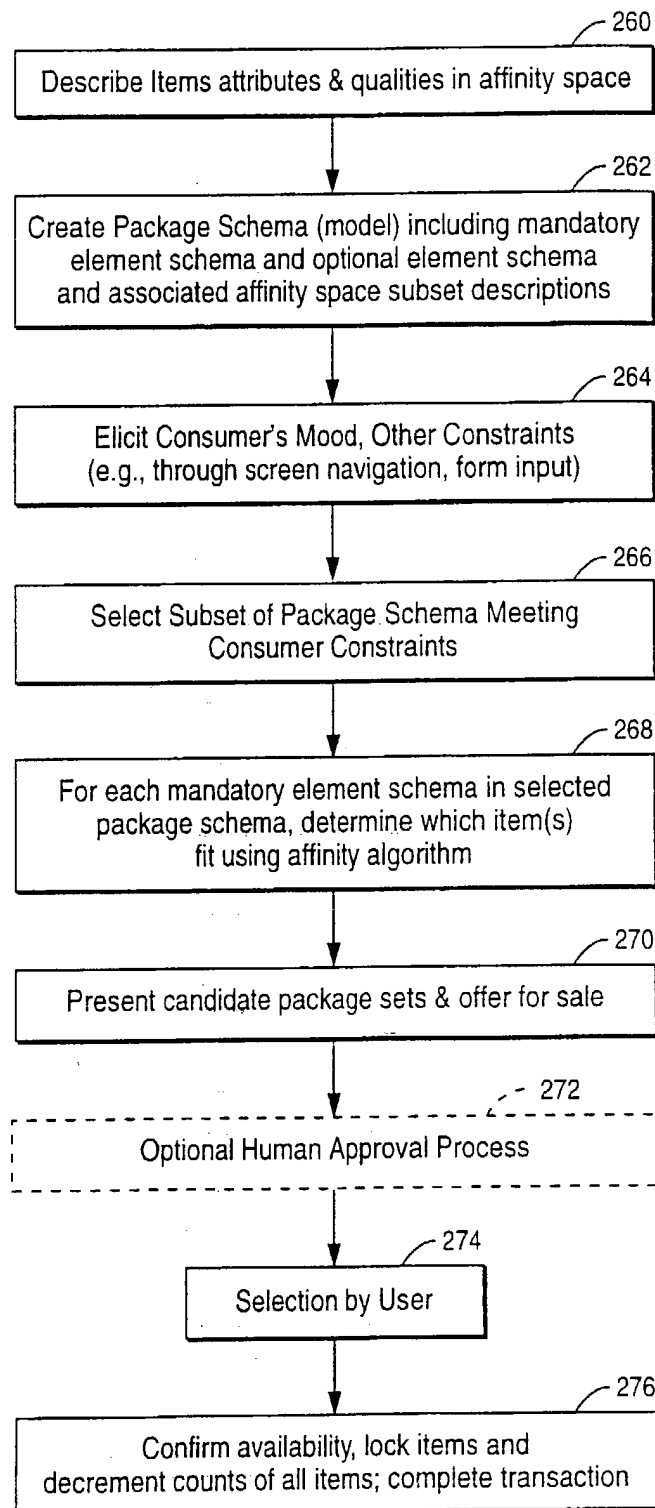 260
Describe Items attributes & qualities in affinity space
262
Create Package Schema (model) including mandatory
element schema and optional element schema
and associated affinity space subset descriptions
264
Elicit Consumer's Mood, Other Constraints
(e.g., through screen navigation, form input)
266
Select Subset of Package Schema Meeting
Consumer Constraints
268
For each mandatory element schema in selected
package schema, determine which item(s)
fit using affinity algorithm
270
Present candidate package sets & offer for sale
272
Optional Human Approval Process
274
Selection by User
276
Confirm availability, lock items and
decrement counts of all items; complete transaction